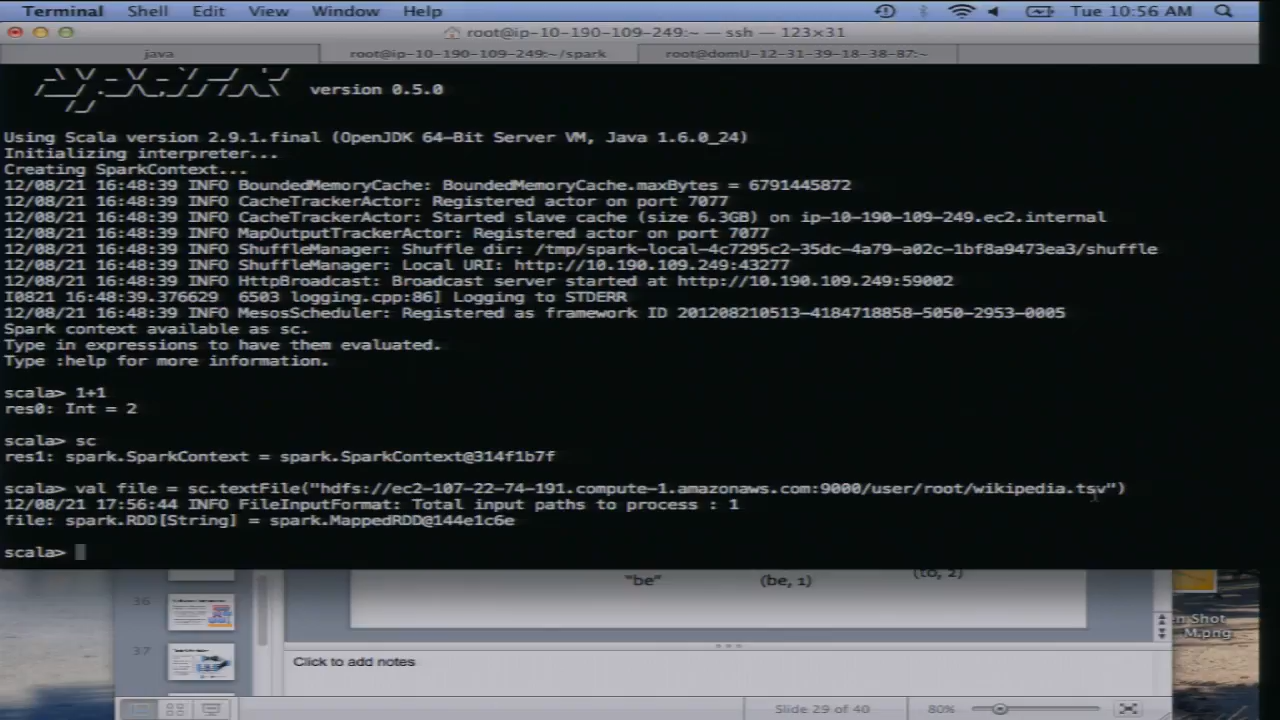 Terminal Shell Edit View Window Help Tue 10:56 AM
root@ip-10-190-109-249:~ — ssh — 123×31
java root@ip-10-190-109-249:~/spark root@domU-12-31-39-18-38-87:~
version 0.5.0
Using Scala version 2.9.1.final (OpenJDK 64-Bit Server VM, Java 1.6.0_24)
Initializing interpreter...
Creating SparkContext...
12/08/21 16:48:39 INFO BoundedMemoryCache: BoundedMemoryCache.maxBytes = 6791445872
12/08/21 16:48:39 INFO CacheTrackerActor: Registered actor on port 7077
12/08/21 16:48:39 INFO CacheTrackerActor: Started slave cache (size 6.3GB) on ip-10-190-109-249.ec2.internal
12/08/21 16:48:39 INFO MapOutputTrackerActor: Registered actor on port 7077
12/08/21 16:48:39 INFO ShuffleManager: Shuffle dir: /tmp/spark-local-4c7295c2-35dc-4a79-a02c-1bf8a9473ea3/shuffle
12/08/21 16:48:39 INFO ShuffleManager: Local URI: http://10.190.109.249:43277
12/08/21 16:48:39 INFO HttpBroadcast: Broadcast server started at http://10.190.109.249:59002
I0821 16:48:39.376629  6503 logging.cpp:86] Logging to STDERR
12/08/21 16:48:39 INFO MesosScheduler: Registered as framework ID 201208210513-4184718858-5050-2953-0005
Spark context available as sc.
Type in expressions to have them evaluated.
Type :help for more information.
scala> 1+1
res0: Int = 2
scala> sc
res1: spark.SparkContext = spark.SparkContext@314f1b7f
scala> val file = sc.textFile("hdfs://ec2-107-22-74-191.compute-1.amazonaws.com:9000/user/root/wikipedia.tsv")
12/08/21 17:56:44 INFO FileInputFormat: Total input paths to process : 1
file: spark.RDD[String] = spark.MappedRDD@144e1c6e
scala>
"be" (be, 1) (to, 2)
36
37
n Shot
M.png
Click to add notes
Slide 29 of 40 80%